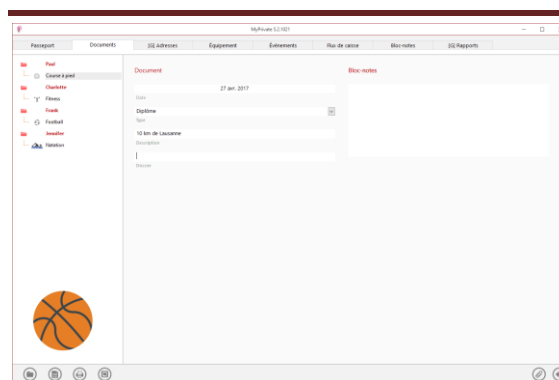 MyPrivate 5.2.1021
Passeport
Documents
Adresses
Équipement
Événements
Flux de caisse
Bloc-notes
Rapports
Paul
Course à pied
Charlotte
Fitness
Frank
Football
Jennifer
Natation
Document
27 avr. 2017
Date
Diplôme
Type
10 km de Lausanne
Description
Bloc-notes